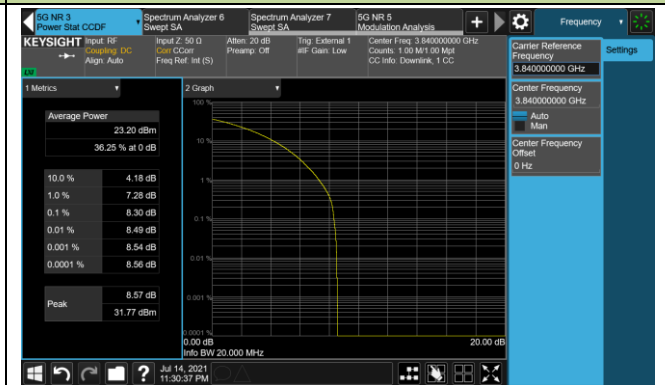 5G NR 3
Power Stat CCDF
Spectrum Analyzer 6
Swept SA
Spectrum Analyzer 7
Swept SA
5G NR 5
Modulation Analysis
Frequency
KEYSIGHT
Input: RF
Coupling: DC
Align: Auto
Input Z: 50 Ω
Corr CCorr
Freq Ref: Int (S)
Atten: 20 dB
Preamp: Off
Trig: External 1
#IF Gain: Low
Center Freq: 3.840000000 GHz
Counts: 1.00 M/1.00 Mpt
CC Info: Downlink, 1 CC
Carrier Reference
Frequency
3.840000000 GHz
Settings
Center Frequency
3.840000000 GHz
Auto
Man
Center Frequency
Offset
0 Hz
1 Metrics
Average Power
23.20 dBm
36.25 % at 0 dB
10.0 % 4.18 dB
1.0 % 7.28 dB
0.1 % 8.30 dB
0.01 % 8.49 dB
0.001 % 8.54 dB
0.0001 % 8.56 dB
Peak
8.57 dB
31.77 dBm
2 Graph
100 %
10 %
1 %
0.1 %
0.01 %
0.001 %
0.0001 %
0.00 dB 20.00 dB
Info BW 20.000 MHz
?
Jul 14, 2021
11:30:37 PM